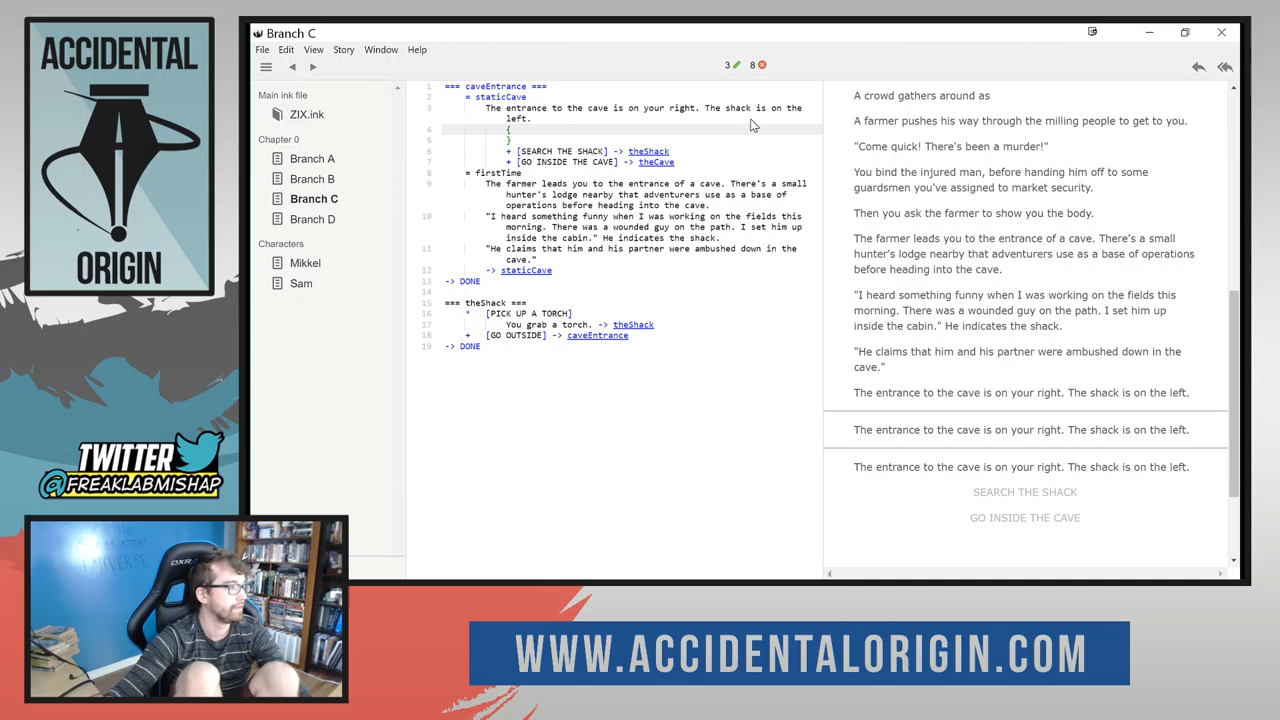 ACCIDENTAL
ORIGIN
TWITTER
@FREAKLABMISHAP
Branch C
File Edit View Story Window Help
3 8
Main ink file
ZIX.ink
Chapter 0
Branch A
Branch B
Branch C
Branch D
Characters
Mikkel
Sam
1 === caveEntrance ===
2 = staticCave
3 The entrance to the cave is on your right. The shack is on the
left.
4 {
5 }
6 + [SEARCH THE SHACK] -> theShack
7 + [GO INSIDE THE CAVE] -> theCave
8 = firstTime
9 The farmer leads you to the entrance of a cave. There's a small
hunter's lodge nearby that adventurers use as a base of
operations before heading into the cave.
10 "I heard something funny when I was working on the fields this
morning. There was a wounded guy on the path. I set him up
inside the cabin." He indicates the shack.
11 "He claims that him and his partner were ambushed down in the
cave."
12 -> staticCave
13 -> DONE
14
15 === theShack ===
16 * [PICK UP A TORCH]
17 You grab a torch. -> theShack
18 + [GO OUTSIDE] -> caveEntrance
19 -> DONE
A crowd gathers around as
A farmer pushes his way through the milling people to get to you.
"Come quick! There's been a murder!"
You bind the injured man, before handing him off to some
guardsmen you've assigned to market security.
Then you ask the farmer to show you the body.
The farmer leads you to the entrance of a cave. There's a small
hunter's lodge nearby that adventurers use as a base of operations
before heading into the cave.
"I heard something funny when I was working on the fields this
morning. There was a wounded guy on the path. I set him up
inside the cabin." He indicates the shack.
"He claims that him and his partner were ambushed down in the
cave."
The entrance to the cave is on your right. The shack is on the left.
The entrance to the cave is on your right. The shack is on the left.
The entrance to the cave is on your right. The shack is on the left.
SEARCH THE SHACK
GO INSIDE THE CAVE
DXR
UNIVERSE
WWW.ACCIDENTALORIGIN.COM